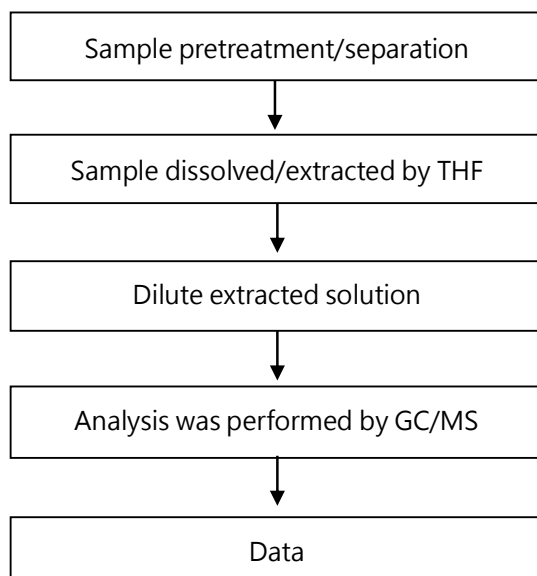 Sample pretreatment/separation
Sample dissolved/extracted by THF
Dilute extracted solution
Analysis was performed by GC/MS
Data